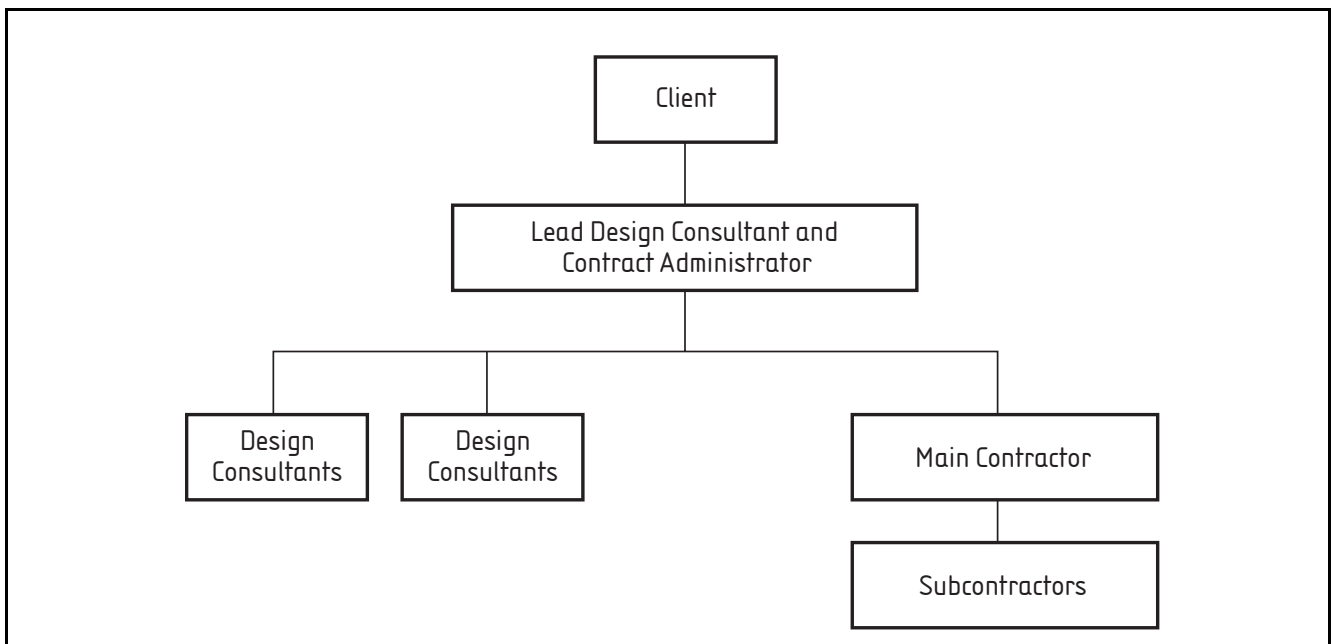 Client
Lead Design Consultant and
Contract Administrator
Design
Consultants
Design
Consultants
Main Contractor
Subcontractors